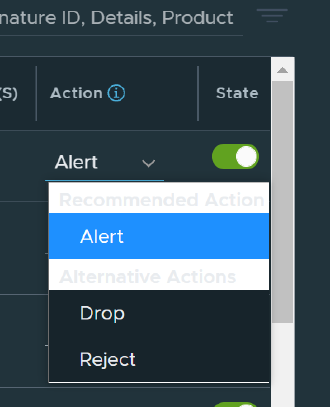 nature ID, Details, Product
(S) Action State
Alert
Recommended Action
Alert
Alternative Actions
Drop
Reject